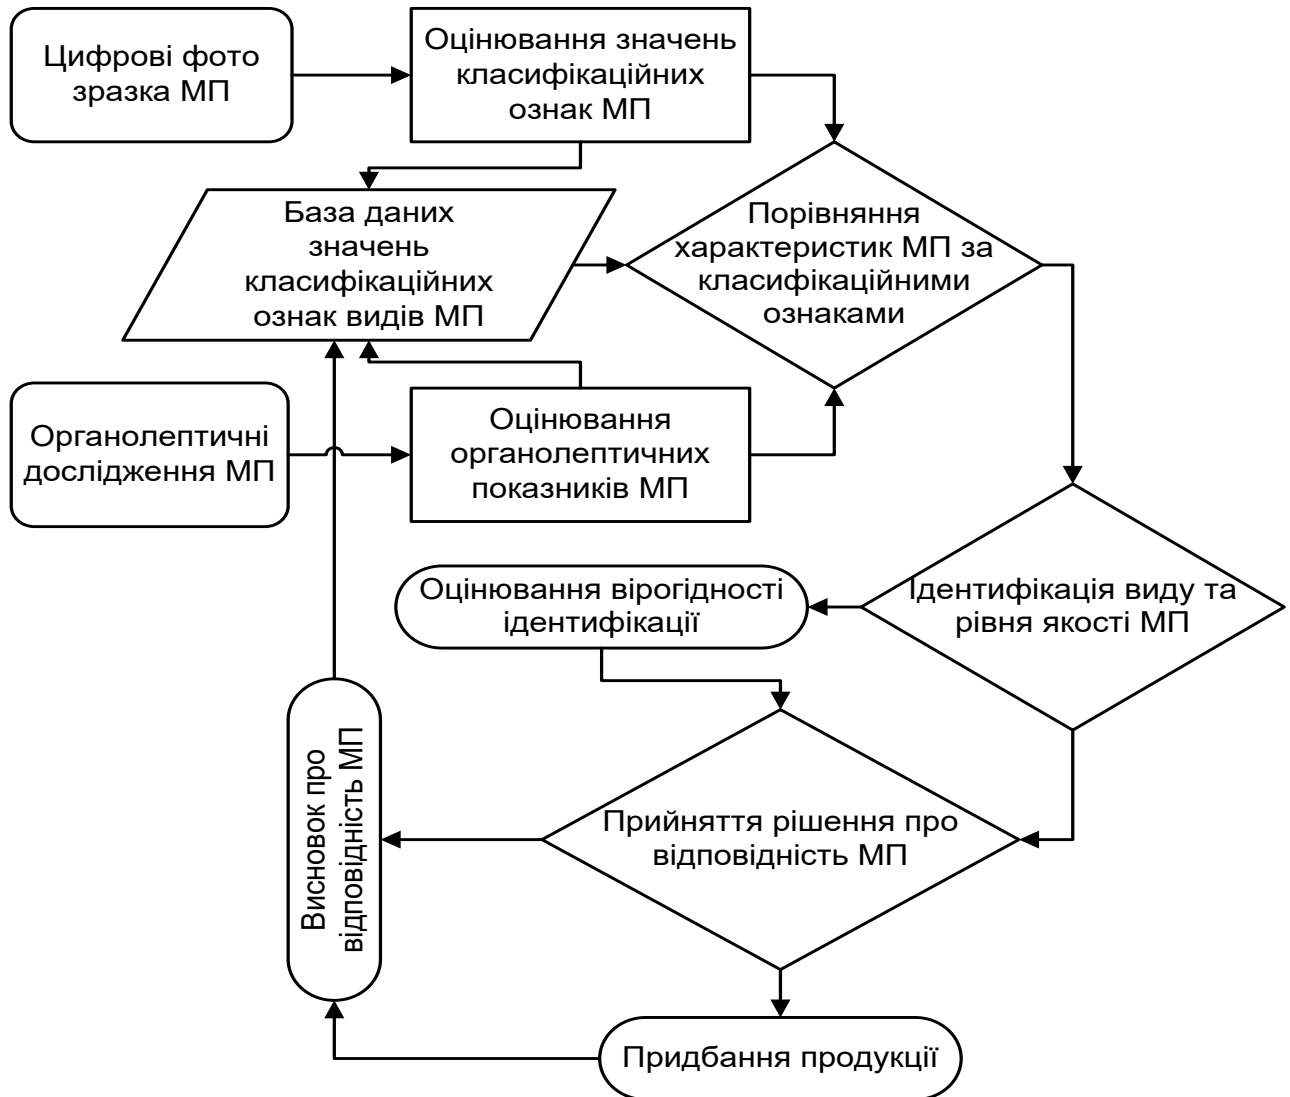 Цифрові фото
зразка МП
Оцінювання значень
класифікаційних
ознак МП
База даних
значень
класифікаційних
ознак видів МП
Порівняння
характеристик МП за
класифікаційними
ознаками
Органолептичні
дослідження МП
Оцінювання
органолептичних
показників МП
Ідентифікація виду та
рівня якості МП
Оцінювання вірогідності
ідентифікації
Прийняття рішення про
відповідність МП
Висновок про
відповідність МП
Придбання продукції